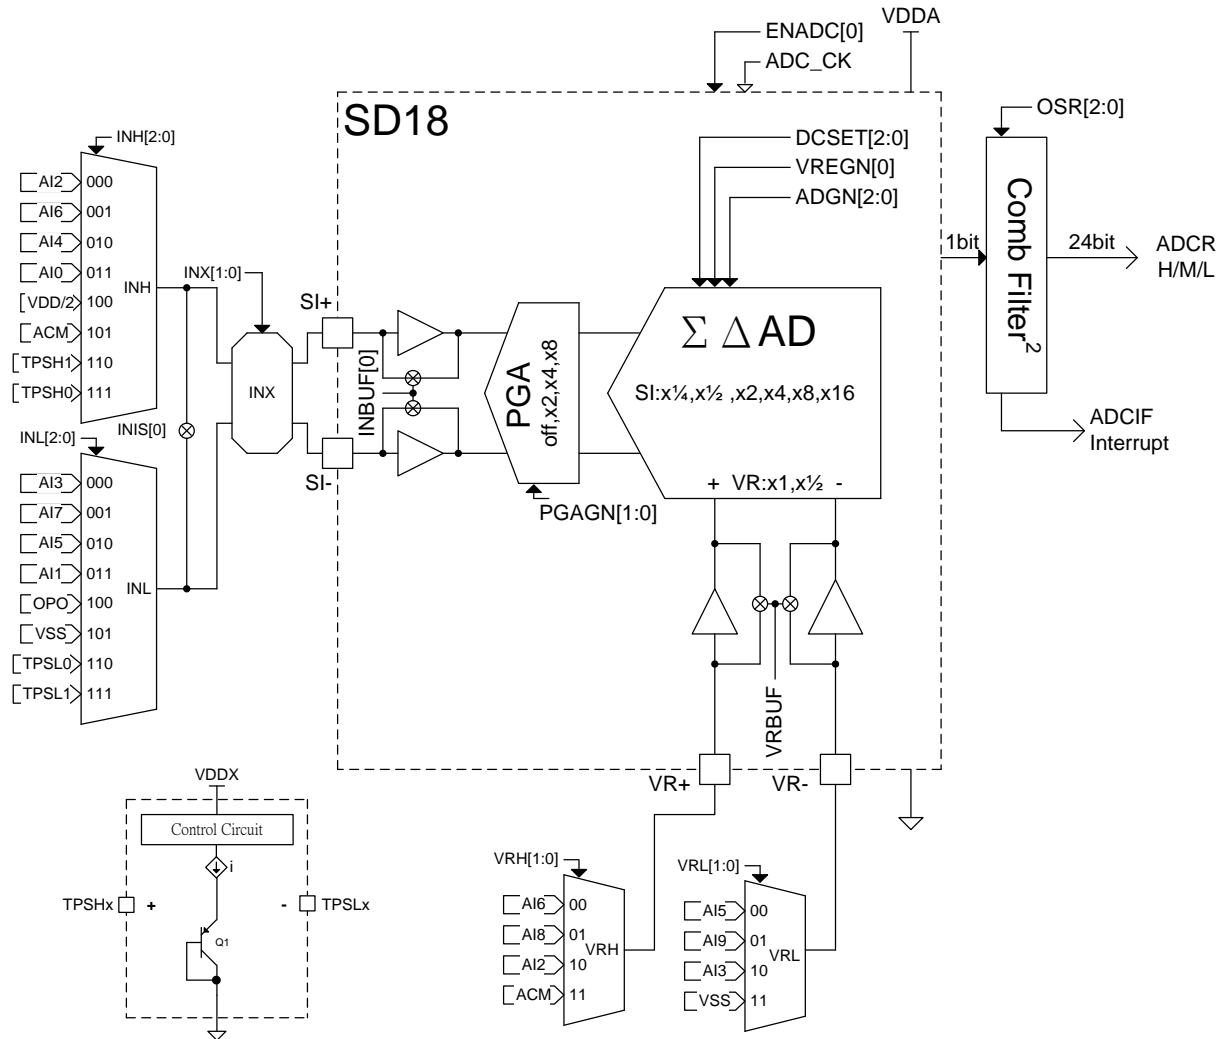 ENADC[0]
ADC_CK
VDDA
SD18
OSR[2:0]
DCSET[2:0]
VREGN[0]
ADGN[2:0]
INH[2:0]
AI2 000
AI6 001
AI4 010
AI0 011
VDD/2 100
ACM 101
TPSH1 110
TPSH0 111
INH
INX[1:0]
INX
INIS[0]
INL[2:0]
AI3 000
AI7 001
AI5 010
AI1 011
OPO 100
VSS 101
TPSL0 110
TPSL1 111
INL
SI+
SI-
INBUF[0]
PGA
off,x2,x4,x8
PGAGN[1:0]
Σ Δ AD
SI:x¼,x½ ,x2,x4,x8,x16
+ VR:x1,x½ -
1bit
Comb Filter²
24bit
ADCR
H/M/L
ADCIF
Interrupt
VRBUF
VR+
VR-
VRH[1:0]
AI6 00
AI8 01
AI2 10
ACM 11
VRH
VRL[1:0]
AI5 00
AI9 01
AI3 10
VSS 11
VRL
VDDX
Control Circuit
i
TPSHx + - TPSLx
Q1